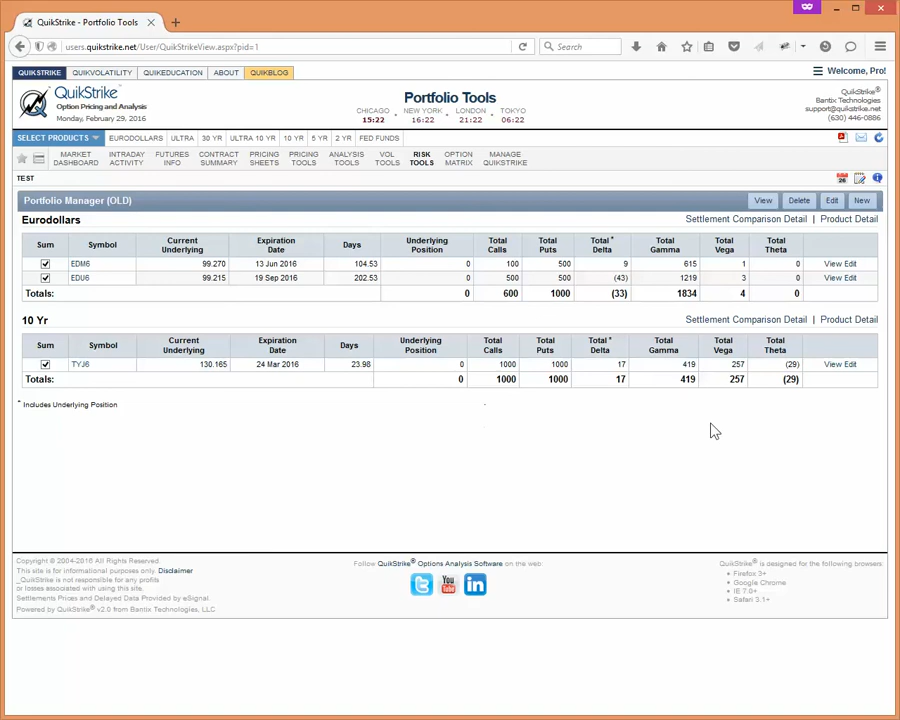 QuikStrike - Portfolio Tools
users.quikstrike.net/User/QuikStrikeView.aspx?pid=1
Search
QUIKSTRIKE QUIKVOLATILITY QUIKEDUCATION ABOUT QUIKBLOG
Welcome, Pro!
QuikStrike™
Option Pricing and Analysis
Monday, February 29, 2016
Portfolio Tools
CHICAGO NEW YORK LONDON TOKYO
15:22 16:22 21:22 06:22
QuikStrike®
Bantix Technologies
support@quikstrike.net
(630) 446-0886
SELECT PRODUCTS EURODOLLARS ULTRA 30 YR ULTRA 10 YR 10 YR 5 YR 2 YR FED FUNDS
MARKET DASHBOARD INTRADAY ACTIVITY FUTURES INFO CONTRACT SUMMARY PRICING SHEETS PRICING TOOLS ANALYSIS TOOLS VOL TOOLS RISK TOOLS OPTION MATRIX MANAGE QUIKSTRIKE
TEST
26
Portfolio Manager (OLD) View Delete Edit New
Eurodollars Settlement Comparison Detail | Product Detail
Sum Symbol Current Underlying Expiration Date Days Underlying Position Total Calls Total Puts Total Delta* Total Gamma Total Vega Total Theta
EDM6 99.270 13 Jun 2016 104.53 0 100 500 9 615 1 0 View Edit
EDU6 99.215 19 Sep 2016 202.53 0 500 500 (43) 1219 3 0 View Edit
Totals: 0 600 1000 (33) 1834 4 0
10 Yr Settlement Comparison Detail | Product Detail
Sum Symbol Current Underlying Expiration Date Days Underlying Position Total Calls Total Puts Total Delta* Total Gamma Total Vega Total Theta
TYJ6 130.165 24 Mar 2016 23.98 0 1000 1000 17 419 257 (29) View Edit
Totals: 0 1000 1000 17 419 257 (29)
* Includes Underlying Position
Copyright © 2004-2016 All Rights Reserved.
This site is for informational purposes only. Disclaimer
_QuikStrike is not responsible for any profits
or losses associated with using this site.
Settlements Prices and Delayed Data Provided by eSignal.
Powered by QuikStrike® v2.0 from Bantix Technologies, LLC
Follow QuikStrike® Options Analysis Software on the web:
You Tube in
QuikStrike® is designed for the following browsers:
• Firefox 3+
• Google Chrome
• IE 7.0+
• Safari 3.1+